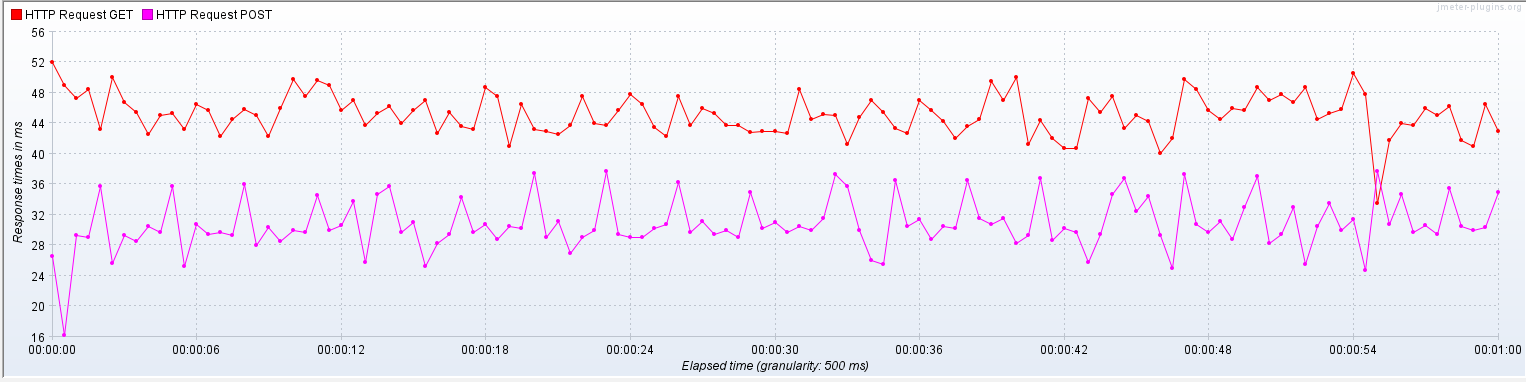 jmeter-plugins.org
HTTP Request GET HTTP Request POST
56
52
48
44
40
36
32
28
24
20
16
Response times in ms
00:00:00 00:00:06 00:00:12 00:00:18 00:00:24 00:00:30 00:00:36 00:00:42 00:00:48 00:00:54 00:01:00
Elapsed time (granularity: 500 ms)